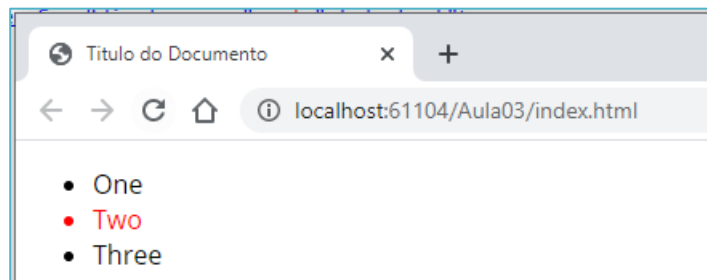 Titulo do Documento
localhost:61104/Aula03/index.html
One
Two
Three